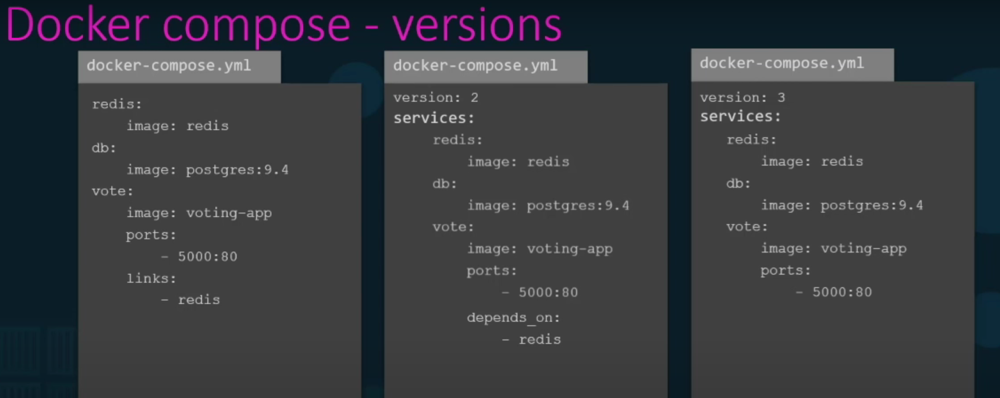 Docker compose - versions
docker-compose.yml
redis:
image: redis
db:
image: postgres:9.4
vote:
image: voting-app
ports:
- 5000:80
links:
- redis
docker-compose.yml
version: 2
services:
redis:
image: redis
db:
image: postgres:9.4
vote:
image: voting-app
ports:
- 5000:80
depends_on:
- redis
docker-compose.yml
version: 3
services:
redis:
image: redis
db:
image: postgres:9.4
vote:
image: voting-app
ports:
- 5000:80